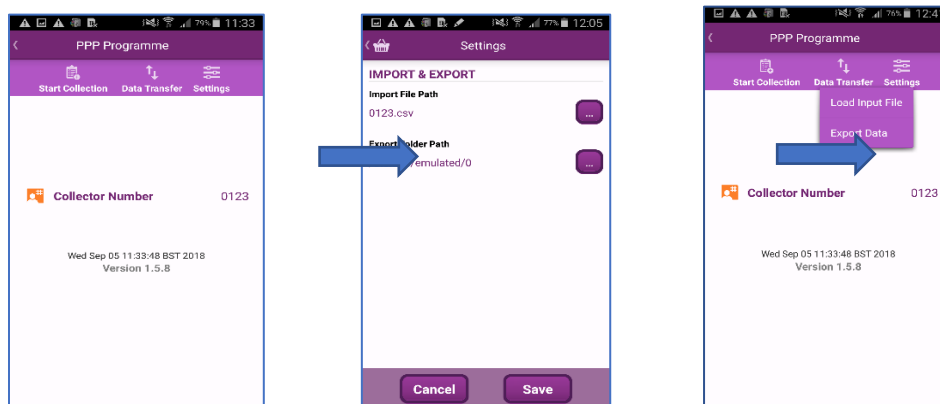 79% 11:33
PPP Programme
Start Collection Data Transfer Settings
Collector Number 0123
Wed Sep 05 11:33:48 BST 2018
Version 1.5.8
77% 12:05
Settings
IMPORT & EXPORT
Import File Path
0123.csv
...
Path
emulated/0
...
Cancel Save
76% 12:4
PPP Programme
Start Collection Data Transfer Settings
Load Input File
Export Data
Collector Number 0123
Wed Sep 05 11:33:48 BST 2018
Version 1.5.8